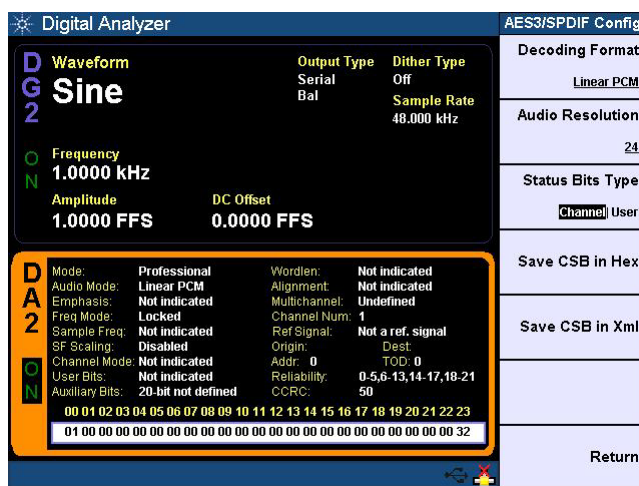 Digital Analyzer
AES3/SPDIF Config
DG2
ON
Waveform
Sine
Output Type
Serial
Bal
Dither Type
Off
Sample Rate
48.000 kHz
Frequency
1.0000 kHz
Amplitude
1.0000 FFS
DC Offset
0.0000 FFS
DA2
ON
Mode: Professional Wordlen: Not indicated
Audio Mode: Linear PCM Alignment: Not indicated
Emphasis: Not indicated Multichannel: Undefined
Freq Mode: Locked Channel Num: 1
Sample Freq: Not indicated Ref Signal: Not a ref. signal
SF Scaling: Disabled Origin: Dest:
Channel Mode: Not indicated Addr: 0 TOD: 0
User Bits: Not indicated Reliability: 0-5,6-13,14-17,18-21
Auxiliary Bits: 20-bit not defined CCRC: 50
00 01 02 03 04 05 06 07 08 09 10 11 12 13 14 15 16 17 18 19 20 21 22 23
01 00 00 00 00 00 00 00 00 00 00 00 00 00 00 00 00 00 00 00 00 00 00 32
Decoding Format
Linear PCM
Audio Resolution
24
Status Bits Type
Channel| User
Save CSB in Hex
Save CSB in Xml
Return